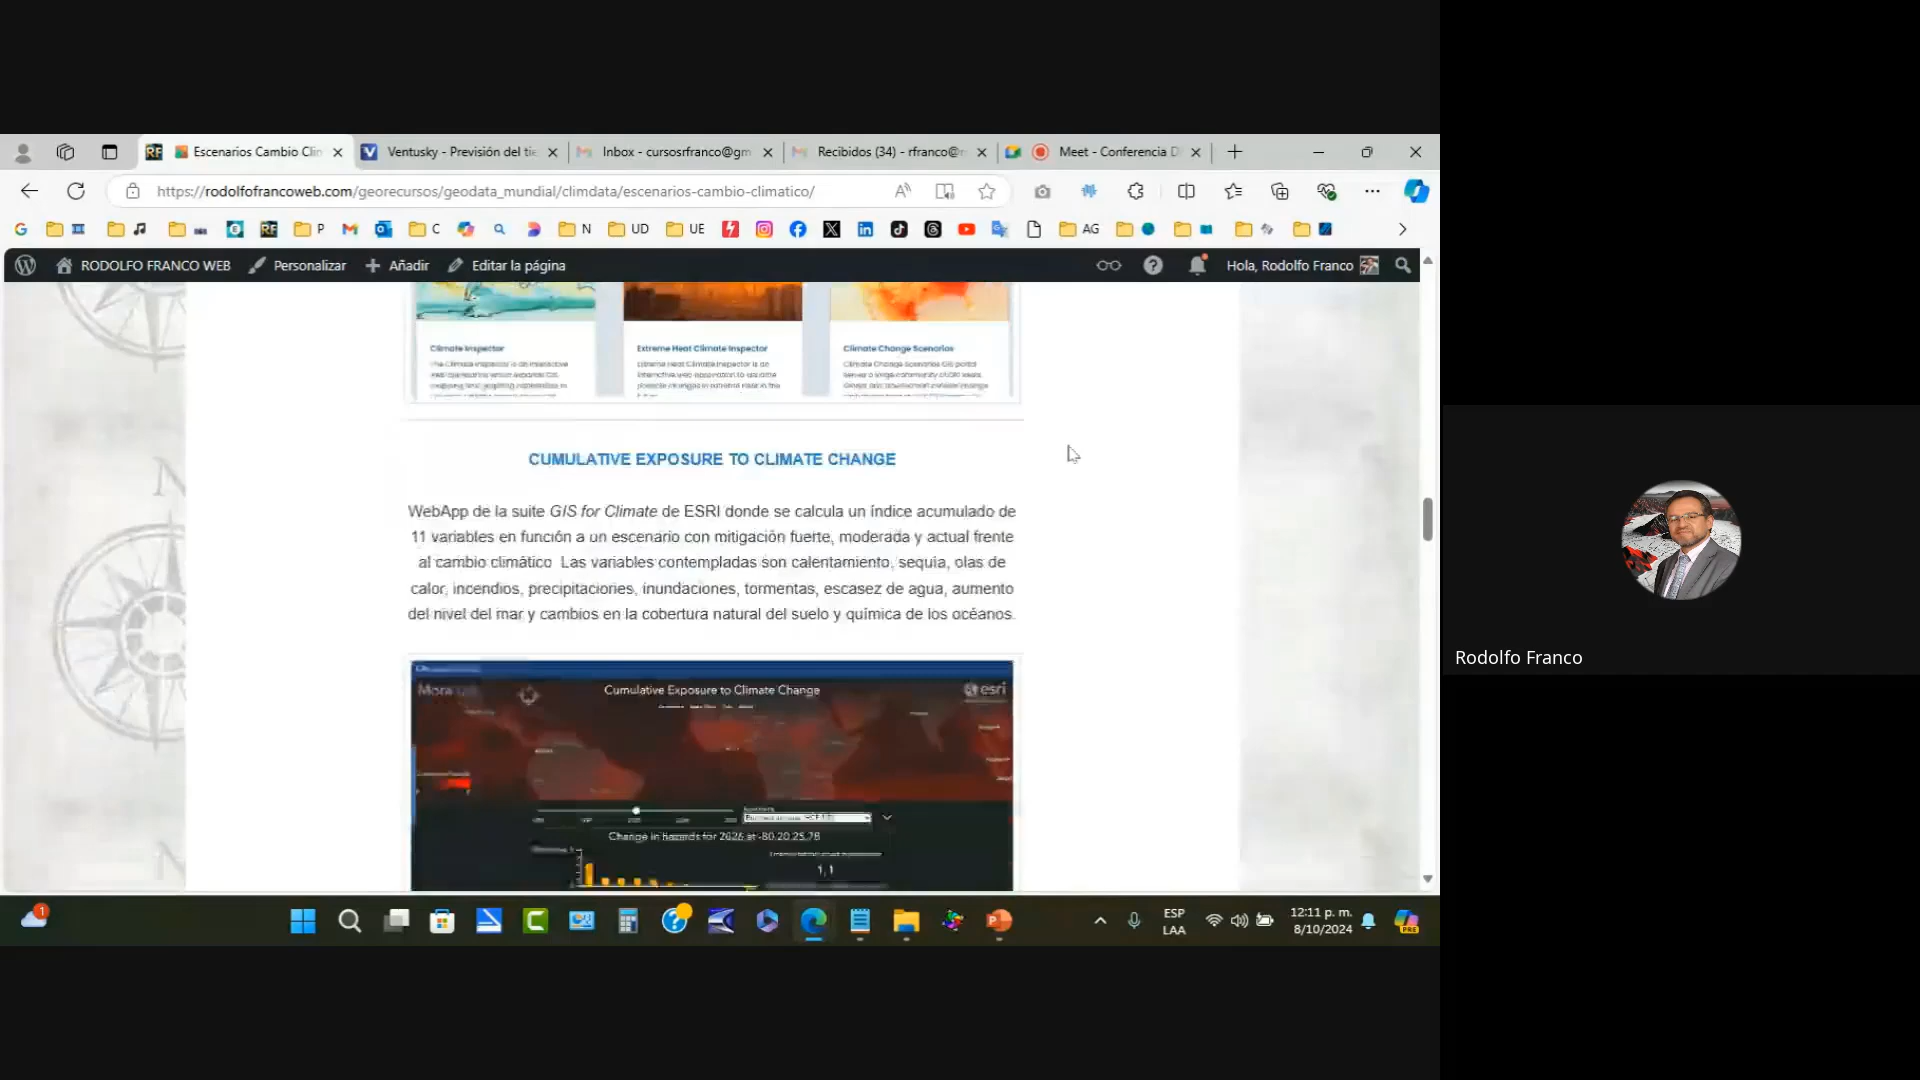 Escenarios Cambio Clin
Ventusky - Previsión del tie
Inbox - cursosrfranco@gm
Recibidos (34) - rfranco@
Meet - Conferencia D
https://rodolfofrancoweb.com/georecursos/geodata_mundial/climdata/escenarios-cambio-climatico/
P
C
N
UD
UE
AG
RODOLFO FRANCO WEB
Personalizar
Añadir
Editar la página
Hola, Rodolfo Franco
Climate Inspector
Extreme Heat Climate Inspector
Climate Change Scenarios
CUMULATIVE EXPOSURE TO CLIMATE CHANGE
WebApp de la suite GIS for Climate de ESRI donde se calcula un índice acumulado de
11 variables en función a un escenario con mitigación fuerte, moderada y actual frente
al cambio climático Las variables contempladas son calentamiento, sequia, olas de
calor, incendios, precipitaciones, inundaciones, tormentas, escasez de agua, aumento
del nivel del mar y cambios en la cobertura natural del suelo y química de los océanos.
Cumulative Exposure to Climate Change
esri
Change in hazards for 2026 at -80.20,25.78
1,1
Rodolfo Franco
1
ESP
LAA
12:11 p. m.
8/10/2024